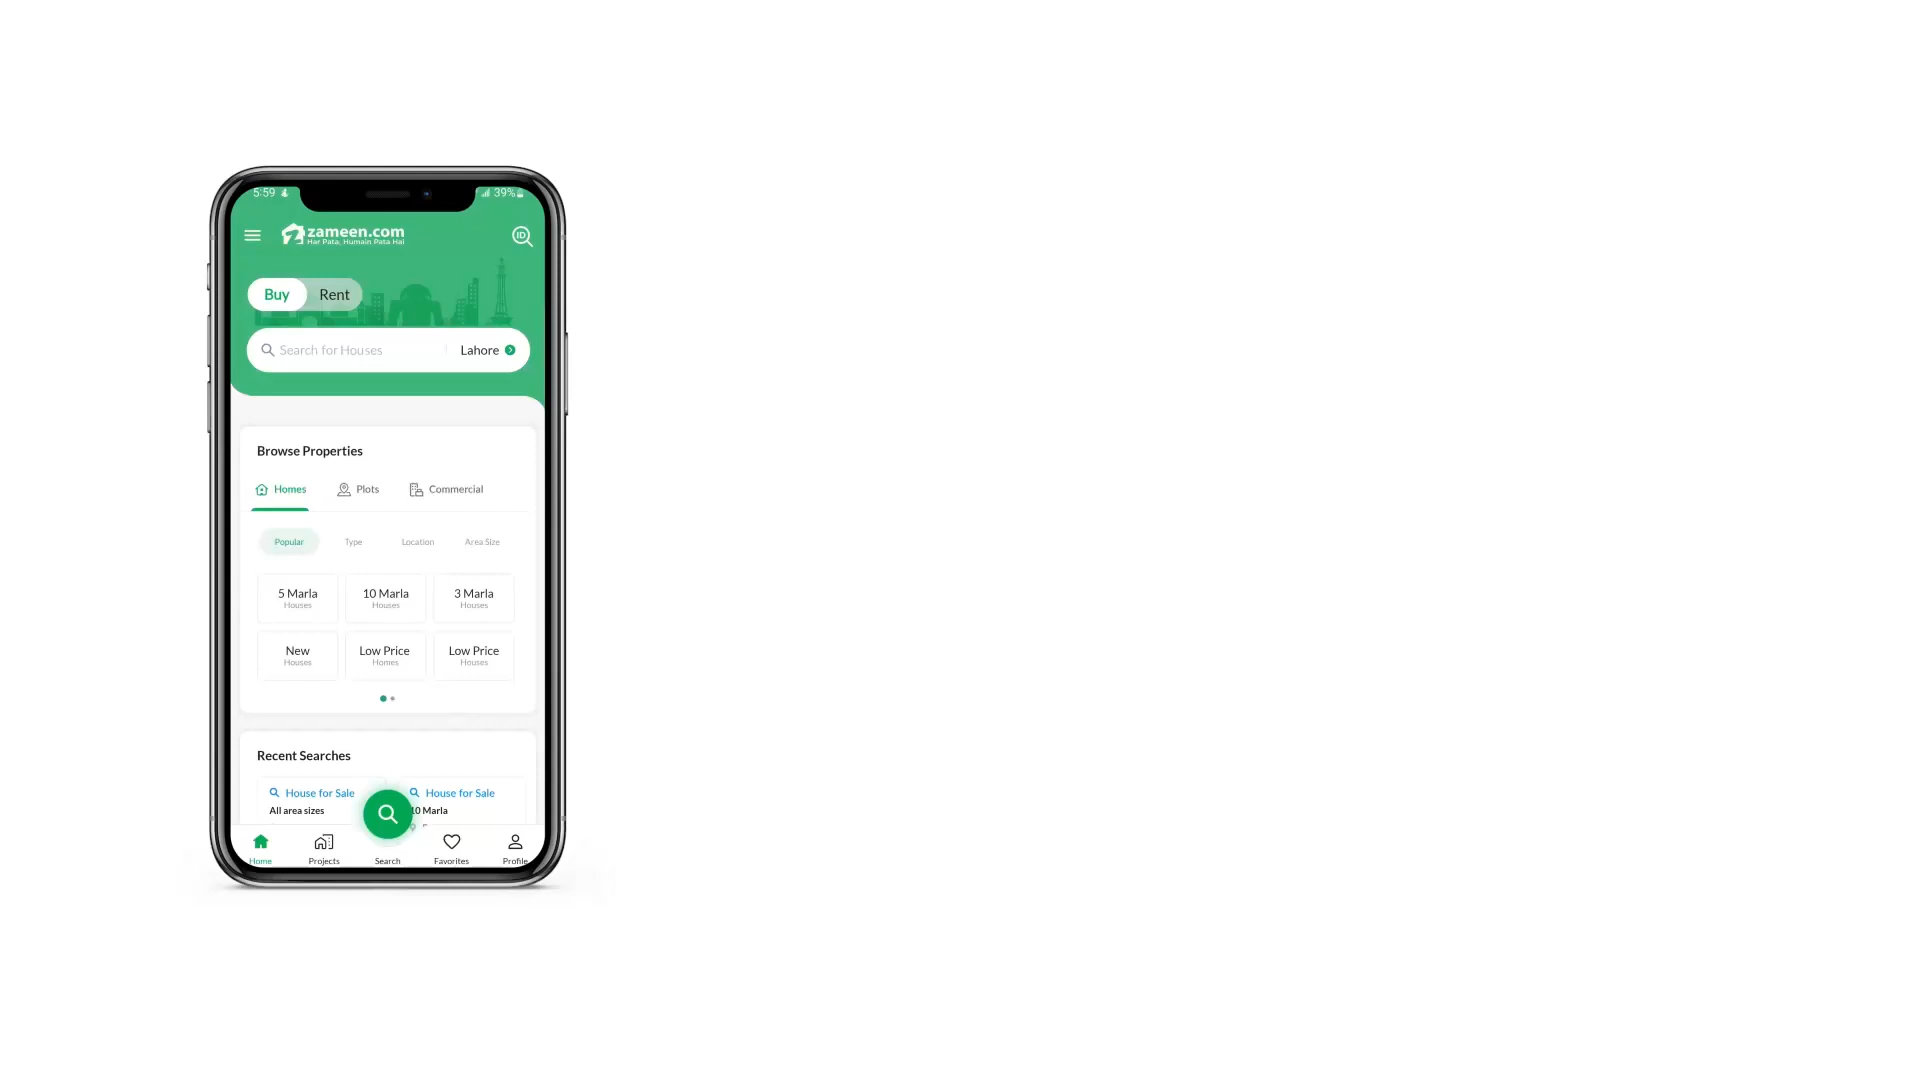 5:59 39%
zameen.com
Har Pata, Humain Pata Hai
ID
Buy Rent
Search for Houses Lahore
Browse Properties
Homes Plots Commercial
Popular Type Location Area Size
5 Marla 10 Marla 3 Marla
Houses Houses Houses
New Low Price Low Price
Houses Homes Houses
Recent Searches
House for Sale House for Sale
All area sizes 10 Marla
Home Projects Search Favorites Profile